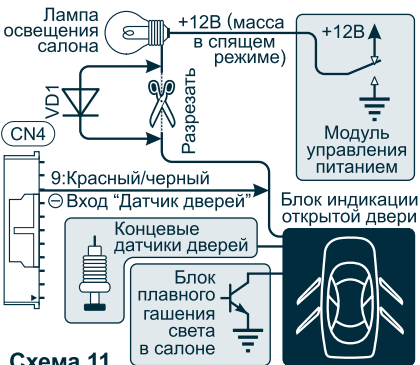 Лампа
освещения
салона
+12В (масса
в спящем
режиме)
+12В
Модуль
управления
питанием
VD1
Разрезать
CN4
9:Красный/черный
⊖ Вход “Датчик дверей”
Блок индикации
открытой двери
Концевые
датчики дверей
Блок
плавного
гашения
света
в салоне
Схема 11